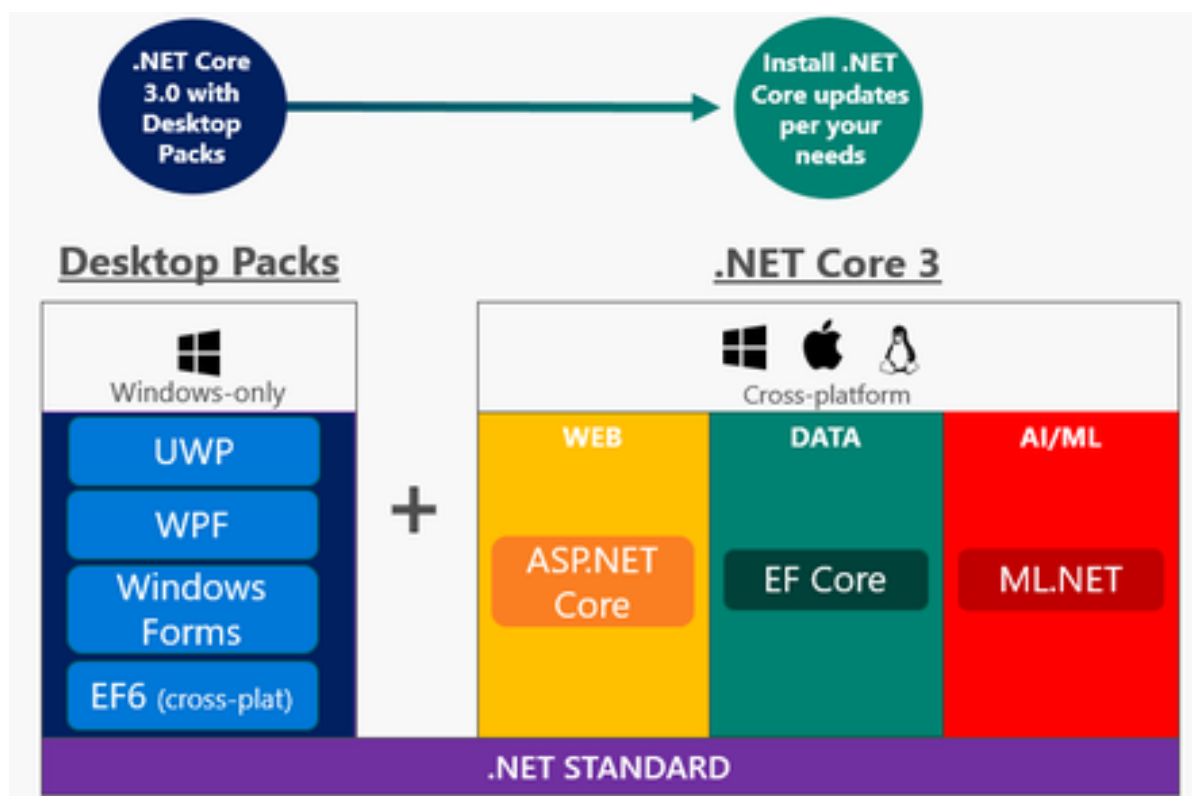 .NET Core
3.0 with
Desktop
Packs
Install .NET
Core updates
per your
needs
Desktop Packs
.NET Core 3
Windows-only
Cross-platform
UWP
WPF
Windows
Forms
EF6 (cross-plat)
+
WEB
ASP.NET
Core
DATA
EF Core
AI/ML
ML.NET
.NET STANDARD